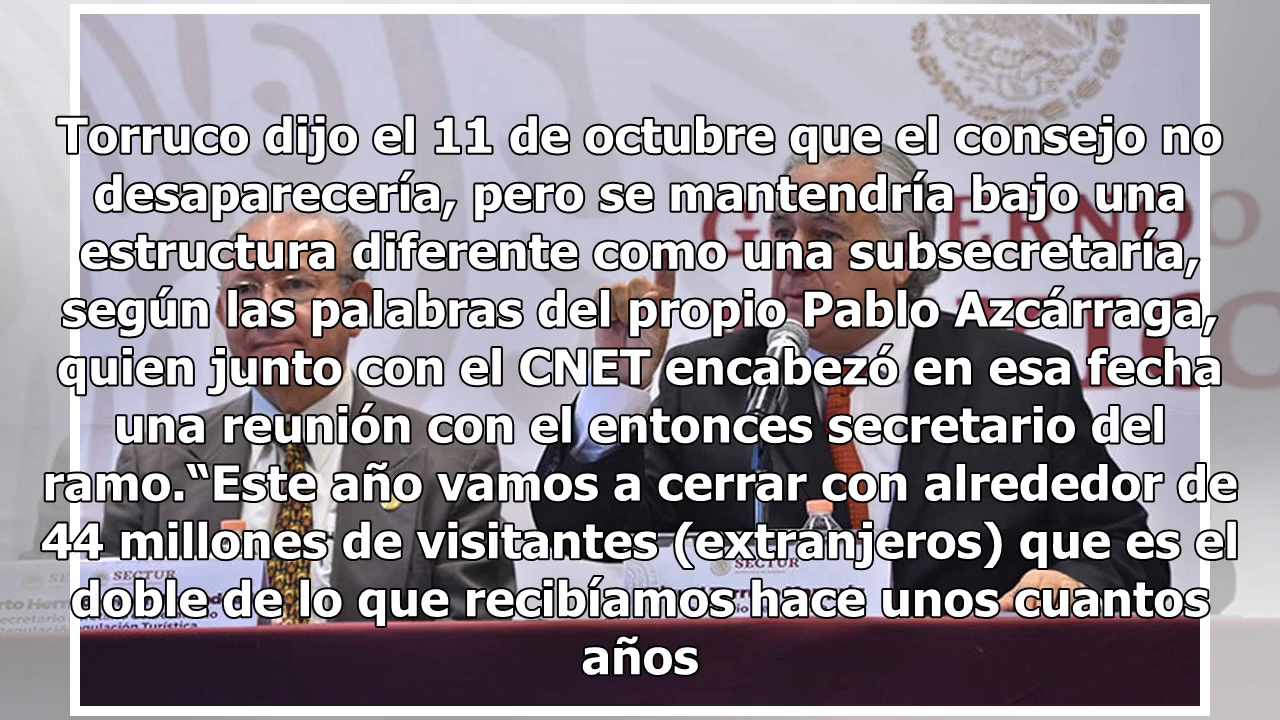 Torruco dijo el 11 de octubre que el consejo no
desaparecería, pero se mantendría bajo una
estructura diferente como una subsecretaría,
según las palabras del propio Pablo Azcárraga,
quien junto con el CNET encabezó en esa fecha
una reunión con el entonces secretario del
ramo.“Este año vamos a cerrar con alrededor de
44 millones de visitantes (extranjeros) que es el
doble de lo que recibíamos hace unos cuantos
años
SECTUR
SECTUR